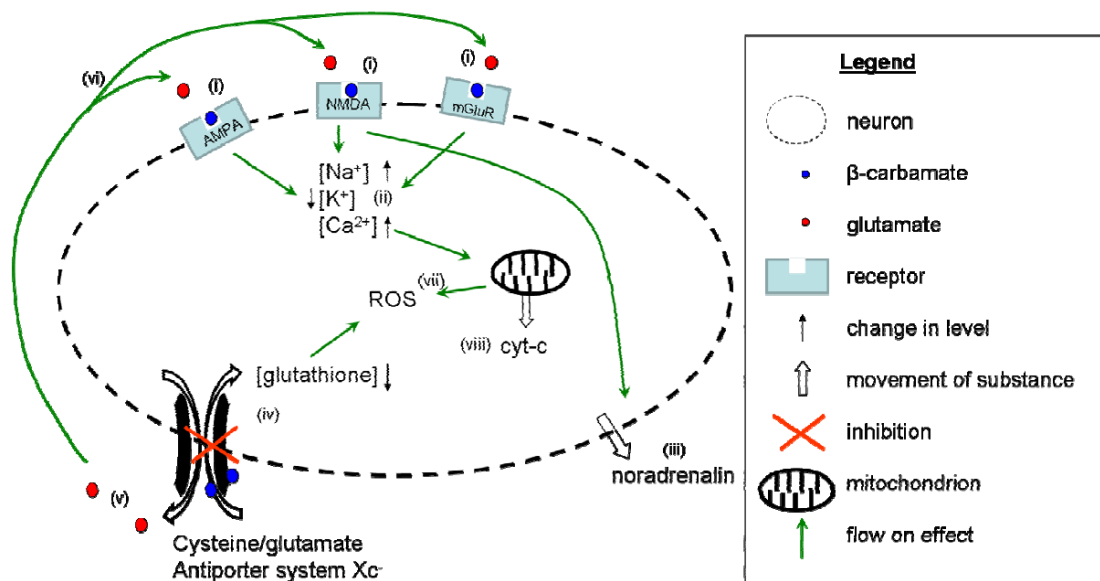 (vi)
(i)
(i)
(i)
AMPA
NMDA
mGluR
[Na⁺]
[K⁺] (ii)
[Ca²⁺]
ROS
(vii)
(viii) cyt-c
[glutathione]
(iv)
(iii)
noradrenalin
(v)
Cysteine/glutamate
Antiporter system Xc⁻
Legend
neuron
β-carbamate
glutamate
receptor
change in level
movement of substance
inhibition
mitochondrion
flow on effect